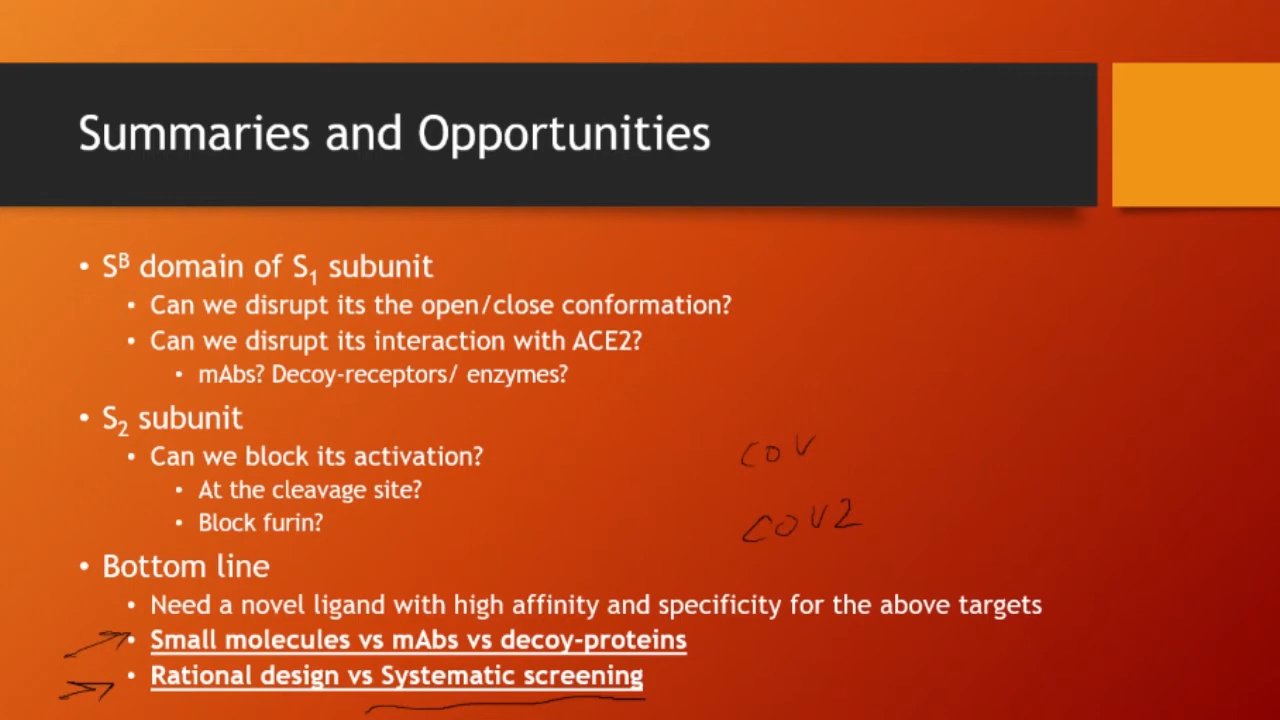 Summaries and Opportunities
• Sᴮ domain of S₁ subunit
• Can we disrupt its the open/close conformation?
• Can we disrupt its interaction with ACE2?
• mAbs? Decoy-receptors/ enzymes?
• S₂ subunit
• Can we block its activation?
COV
• At the cleavage site?
• Block furin?
COV2
• Bottom line
• Need a novel ligand with high affinity and specificity for the above targets
• Small molecules vs mAbs vs decoy-proteins
• Rational design vs Systematic screening